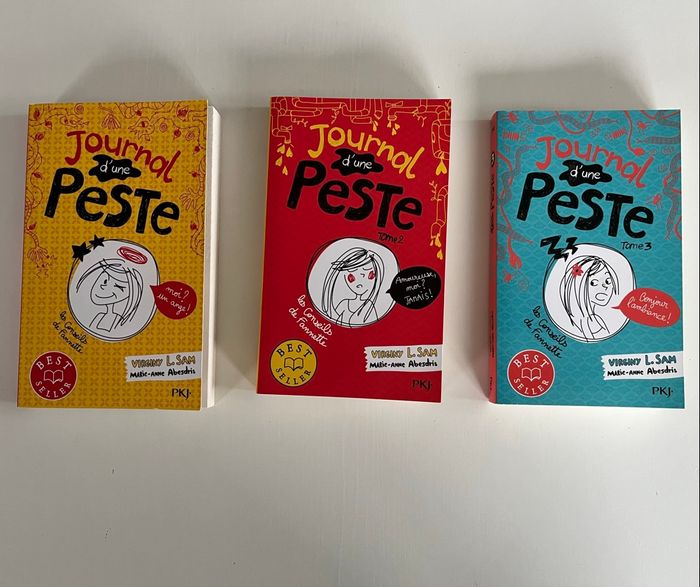 Journal
d'une
PESTE
moi?
un ange!
les Conseils
de Fannette
BEST
SELLER
VIRGINY L. SAM
MARIE-ANNE Abesdris
PKJ.
Journal
d'une
PESTE
Tome 2
Amoureuse,
moi?
JAMAIS!
les Conseils
de Fannette
BEST
SELLER
VIRGINY L. SAM
MARIE-ANNE Abesdris
PKJ.
Journal
d'une
PESTE
Tome 3
Bonjour
l'ambiance!
les Conseils
de Fannette
BEST
SELLER
VIRGINY L. SAM
MARIE-ANNE Abesdris
PKJ.